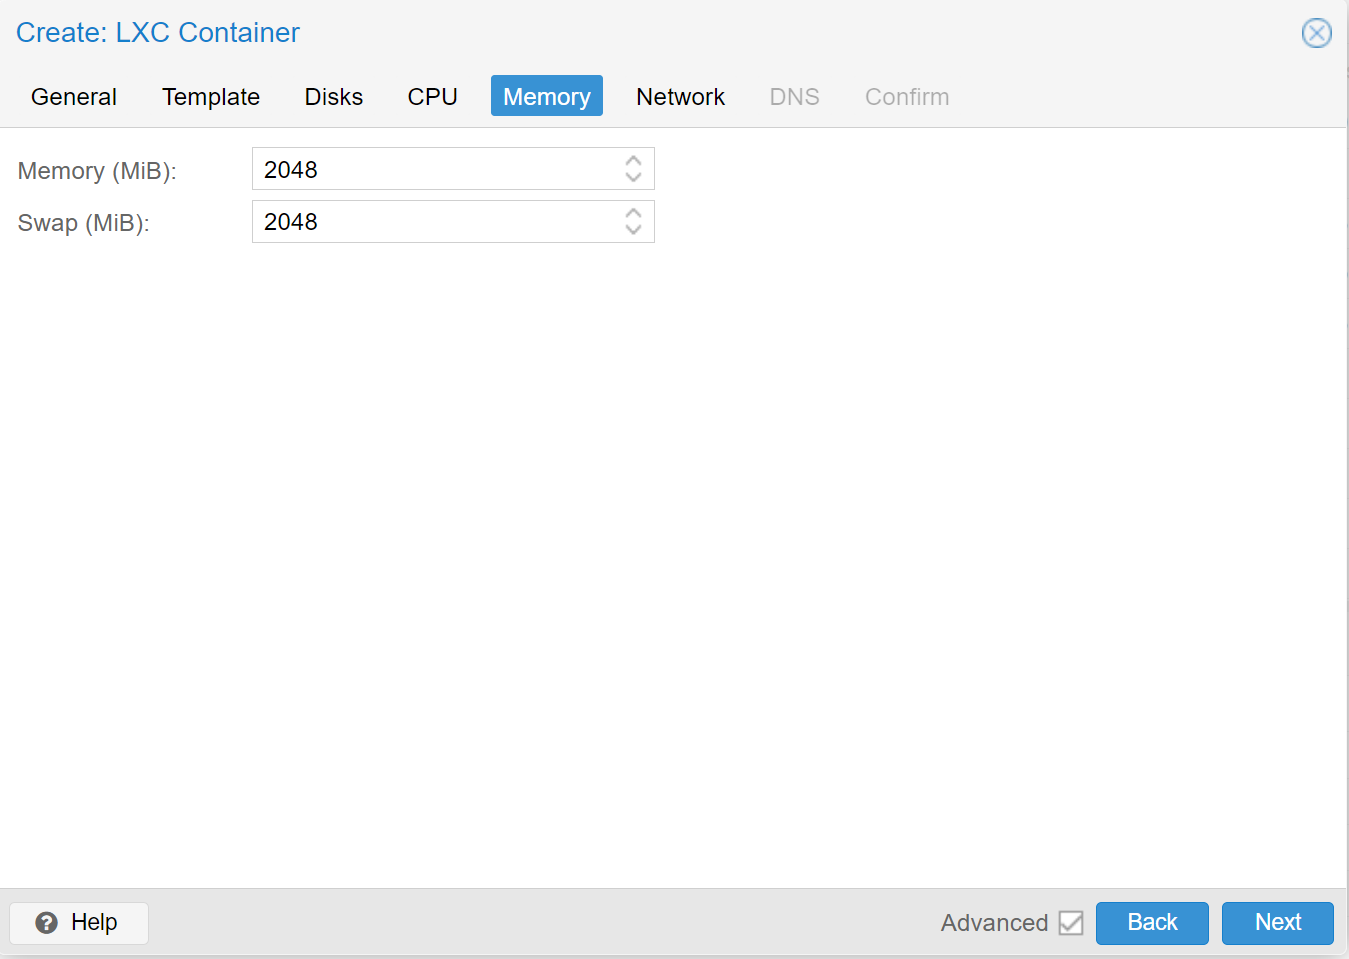 Create: LXC Container
General Template Disks CPU Memory Network DNS Confirm
Memory (MiB): 2048
Swap (MiB): 2048
Help Advanced Back Next